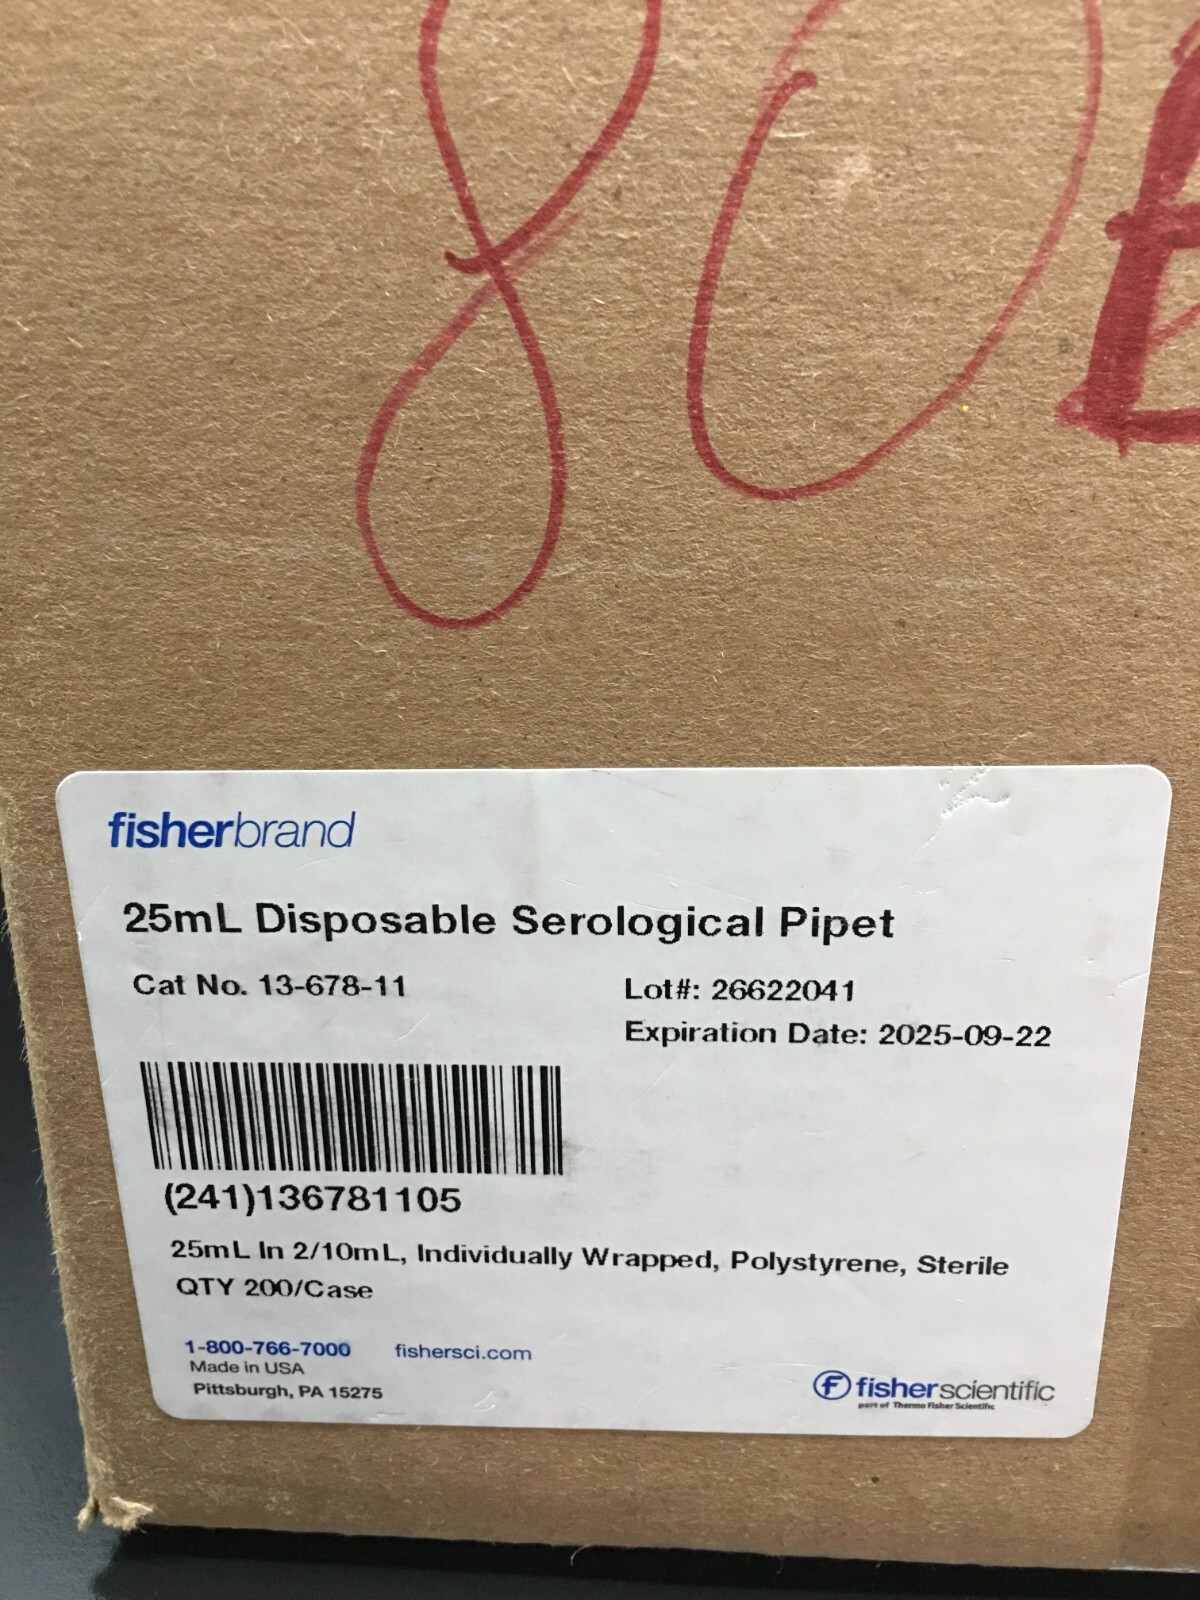 80E
fisherbrand
25mL Disposable Serological Pipet
Cat No. 13-678-11
Lot#: 26622041
Expiration Date: 2025-09-22
(241)136781105
25mL In 2/10mL, Individually Wrapped, Polystyrene, Sterile
QTY 200/Case
1-800-766-7000 fishersci.com
Made in USA
Pittsburgh, PA 15275
f fisherscientific
part of Thermo Fisher Scientific